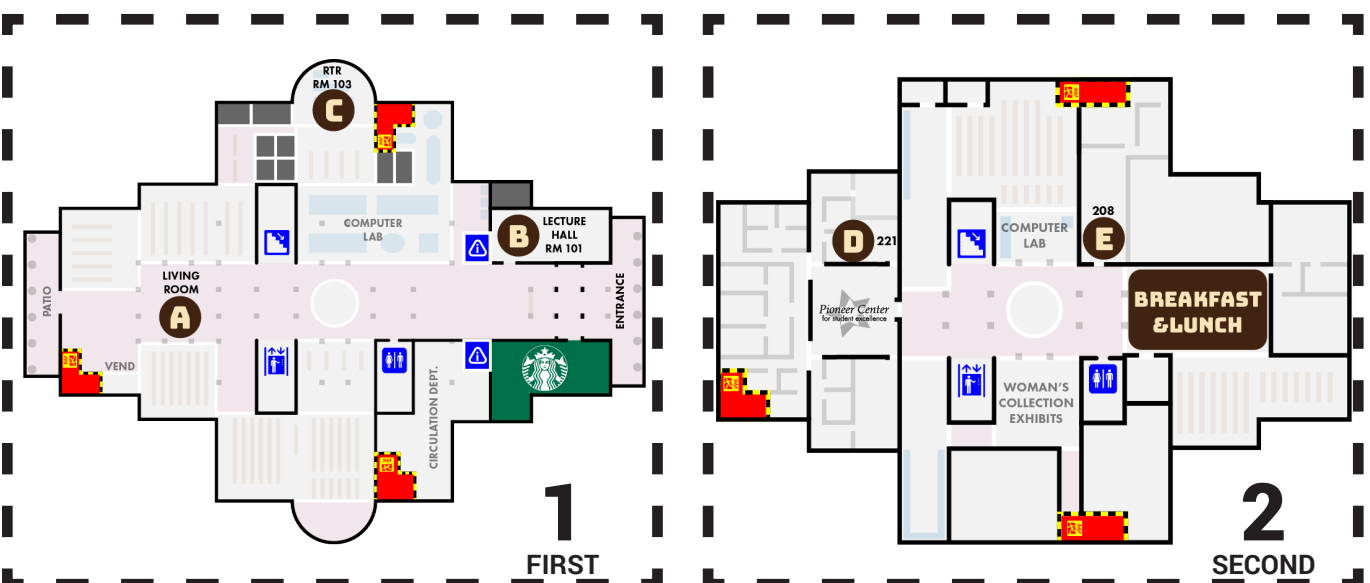 RTR
RM 103
C
COMPUTER
LAB
B
LECTURE
HALL
RM 101
LIVING
ROOM
A
PATIO
ENTRANCE
VEND
CIRCULATION DEPT.
1
FIRST
D
221
208
E
COMPUTER
LAB
Pioneer Center
for student excellence
BREAKFAST
&LUNCH
WOMAN'S
COLLECTION
EXHIBITS
2
SECOND